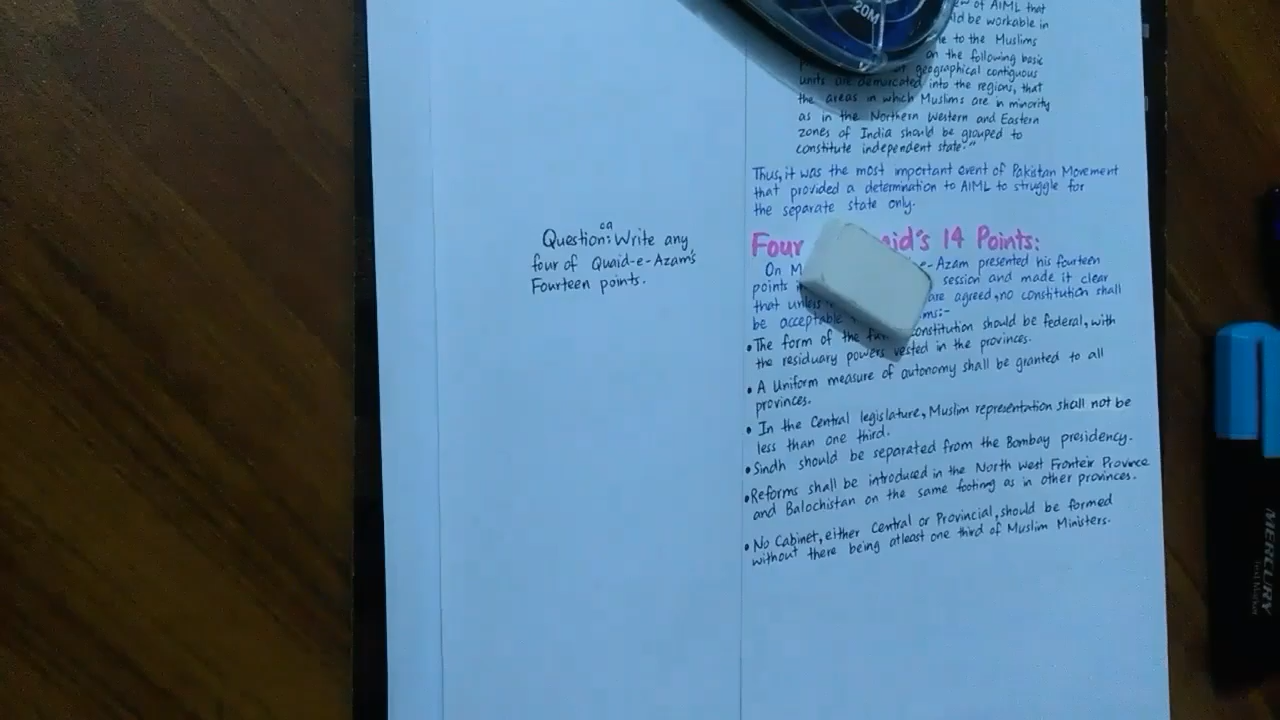 20M
of AIML that
be workable in
to the Muslims
on the following basic
geographical contiguous
units are demarcated into the regions, that
the areas in which Muslims are in minority
as in the Northern Western and Eastern
zones of India should be grouped to
constitute independent state."
Thus, it was the most important event of Pakistan Movement
that provided a determination to AIML to struggle for
the separate state only.
Question: Write any
four of Quaid-e-Azam's
Fourteen points.
Four 14 Points:
On Azam presented his fourteen
points session and made it clear
that unless are agreed, no constitution shall
be acceptable
• The form of the constitution should be federal, with
the residuary powers vested in the provinces.
• A Uniform measure of autonomy shall be granted to all
provinces.
• In the Central legislature, Muslim representation shall not be
less than one third.
• Sindh should be separated from the Bombay presidency.
• Reforms shall be introduced in the North West Fronteir Province
and Balochistan on the same footing as in other provinces.
• No Cabinet, either Central or Provincial, should be formed
without there being atleast one third of Muslim Ministers.
MERCURY